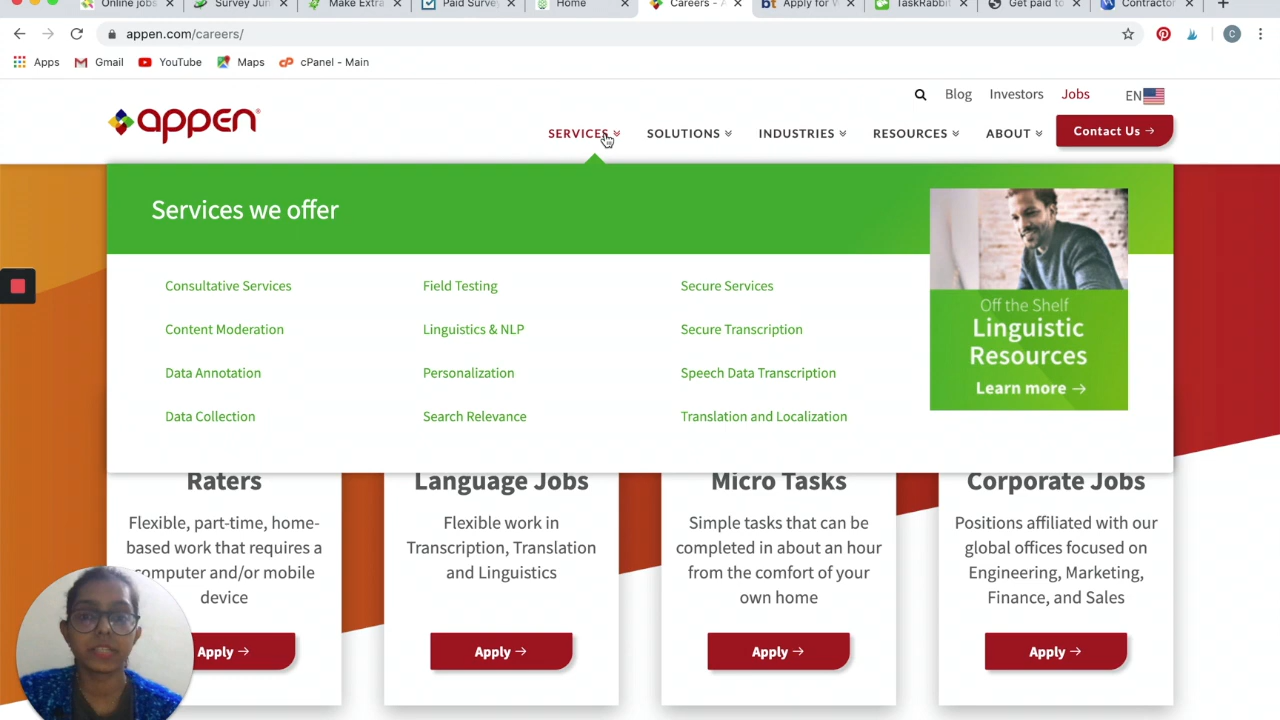 Online jobs
Survey Jun
Make Extra
Paid Surve
Home
Careers - A
Apply for W
TaskRabbit
Get paid to
Contractor
appen.com/careers/
C
Apps
Gmail
YouTube
Maps
cPanel - Main
Blog
Investors
Jobs
EN
appen
SERVICES
SOLUTIONS
INDUSTRIES
RESOURCES
ABOUT
Contact Us →
Services we offer
Consultative Services
Field Testing
Secure Services
Content Moderation
Linguistics & NLP
Secure Transcription
Data Annotation
Personalization
Speech Data Transcription
Data Collection
Search Relevance
Translation and Localization
Off the Shelf
Linguistic
Resources
Learn more →
Raters
Flexible, part-time, home-
based work that requires a
computer and/or mobile
device
Apply →
Language Jobs
Flexible work in
Transcription, Translation
and Linguistics
Apply →
Micro Tasks
Simple tasks that can be
completed in about an hour
from the comfort of your
own home
Apply →
Corporate Jobs
Positions affiliated with our
global offices focused on
Engineering, Marketing,
Finance, and Sales
Apply →